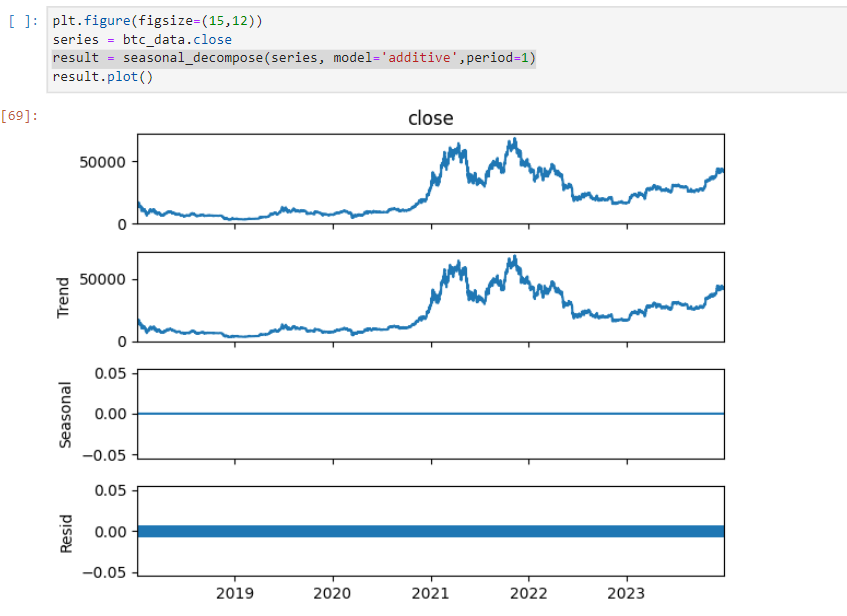 [ ]:
plt.figure(figsize=(15,12))
series = btc_data.close
result = seasonal_decompose(series, model='additive',period=1)
result.plot()
[69]:
close
50000
0
Trend
50000
0
Seasonal
0.05
0.00
−0.05
Resid
0.05
0.00
−0.05
2019 2020 2021 2022 2023